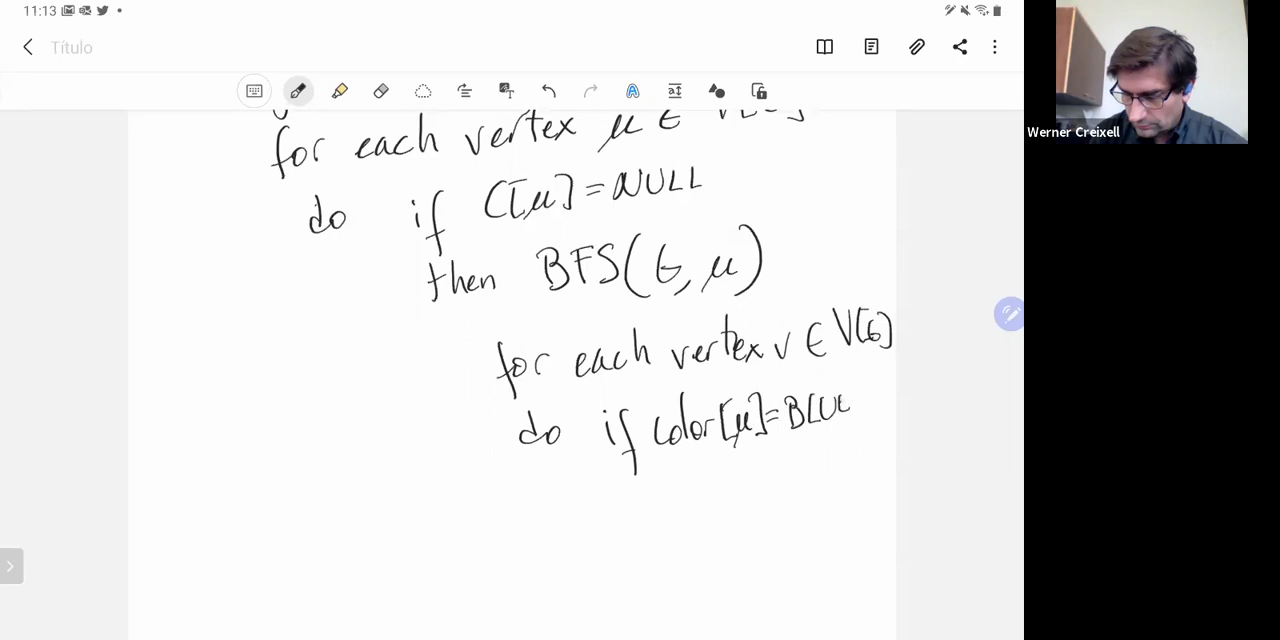 11:13
Título
for each vertex μ ∈ V[G]
do if C[μ]=NULL
then BFS(G, μ)
for each vertex v ∈ V[G]
do if color[μ]=BLUE
Werner Creixell